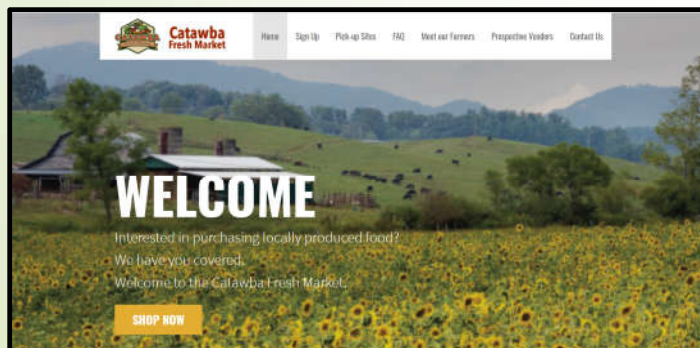 Catawba
Fresh Market
Home Sign Up Pick-up Sites FAQ Meet our Farmers Prospective Vendors Contact Us
WELCOME
Interested in purchasing locally produced food?
We have you covered.
Welcome to the Catawba Fresh Market.
SHOP NOW